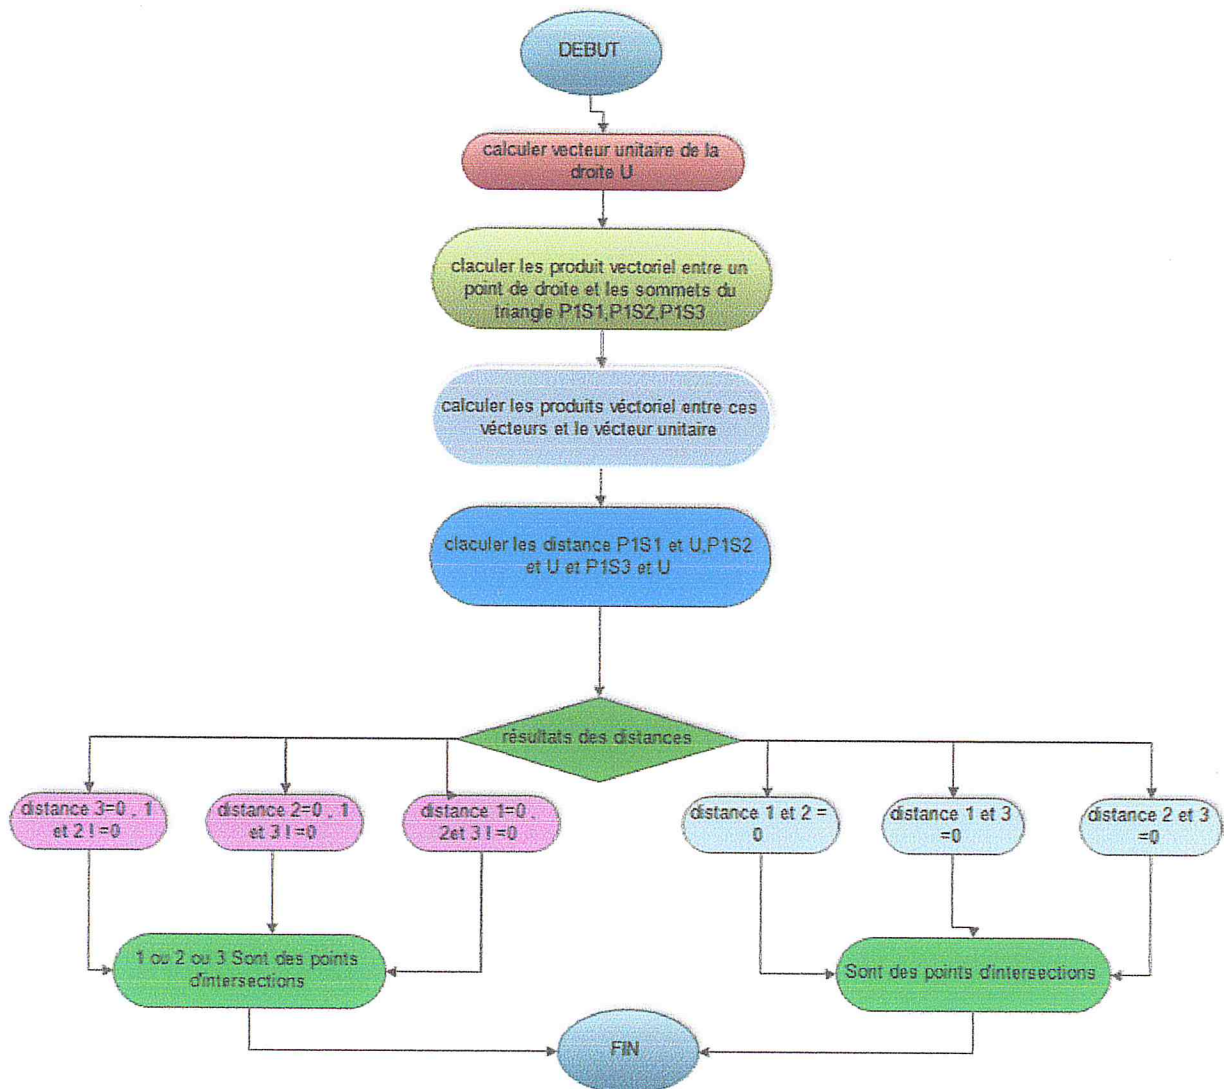 DEBUT
calculer vecteur unitaire de la
droite U
claculer les produit vectoriel entre un
point de droite et les sommets du
triangle P1S1,P1S2,P1S3
calculer les produits véctoriel entre ces
vécteurs et le vécteur unitaire
claculer les distance P1S1 et U,P1S2
et U et P1S3 et U
résultats des distances
distance 3=0 , 1
et 2 ! =0
distance 2=0 , 1
et 3 ! =0
distance 1=0 ,
2et 3 ! =0
distance 1 et 2 =
0
distance 1 et 3
=0
distance 2 et 3
=0
1 ou 2 ou 3 Sont des points
d'intersections
Sont des points d'intersections
FIN